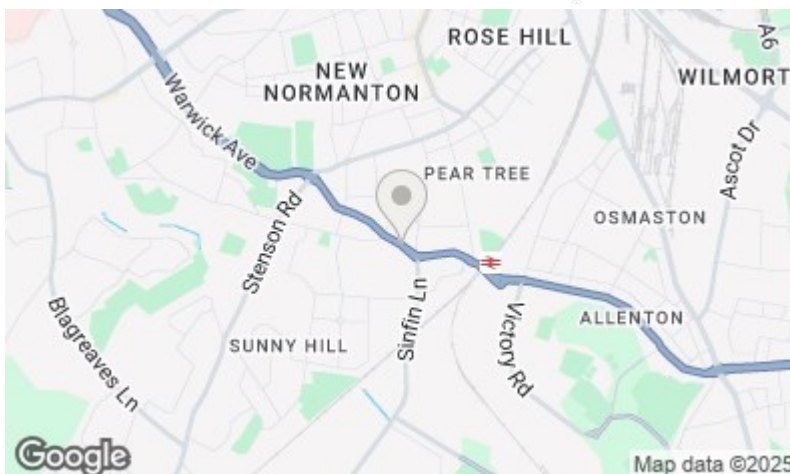 ROSE HILL
A6
NEW
NORMANTON
WILMORT
Warwick Ave
Ascot Dr
PEAR TREE
OSMASTON
Stenson Rd
Sinfin Ln
Victory Rd
ALLENTON
Blagreaves Ln
SUNNY HILL
Google
Map data ©2025